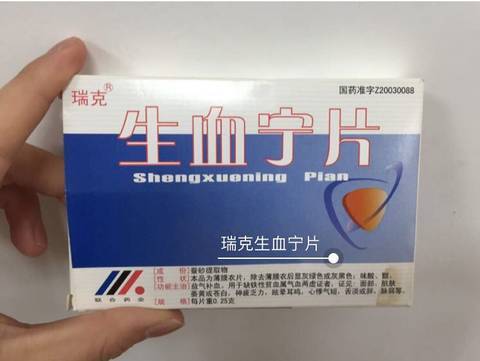 瑞克®
国药准字Z20030088
生血宁片
Shengxuening Pian
瑞克生血宁片
成 份 蚕砂提取物
性 状 本品为薄膜衣片，除去薄膜衣后显灰绿色或灰黑色；味酸、甜。
功能主治 益气补血。用于缺铁性贫血属气血两虚证者，证见：面部、肌肤
萎黄或苍白，神疲乏力，眩晕耳鸣，心悸气短，舌淡或胖，脉弱等。
规 格 每片重0.25克
联合药业